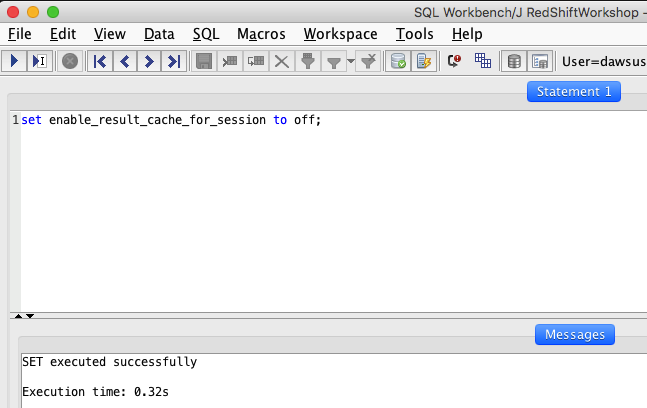 SQL Workbench/J RedShiftWorkshop -
File Edit View Data SQL Macros Workspace Tools Help
User=dawsus
Statement 1
1 set enable_result_cache_for_session to off;
Messages
SET executed successfully
Execution time: 0.32s